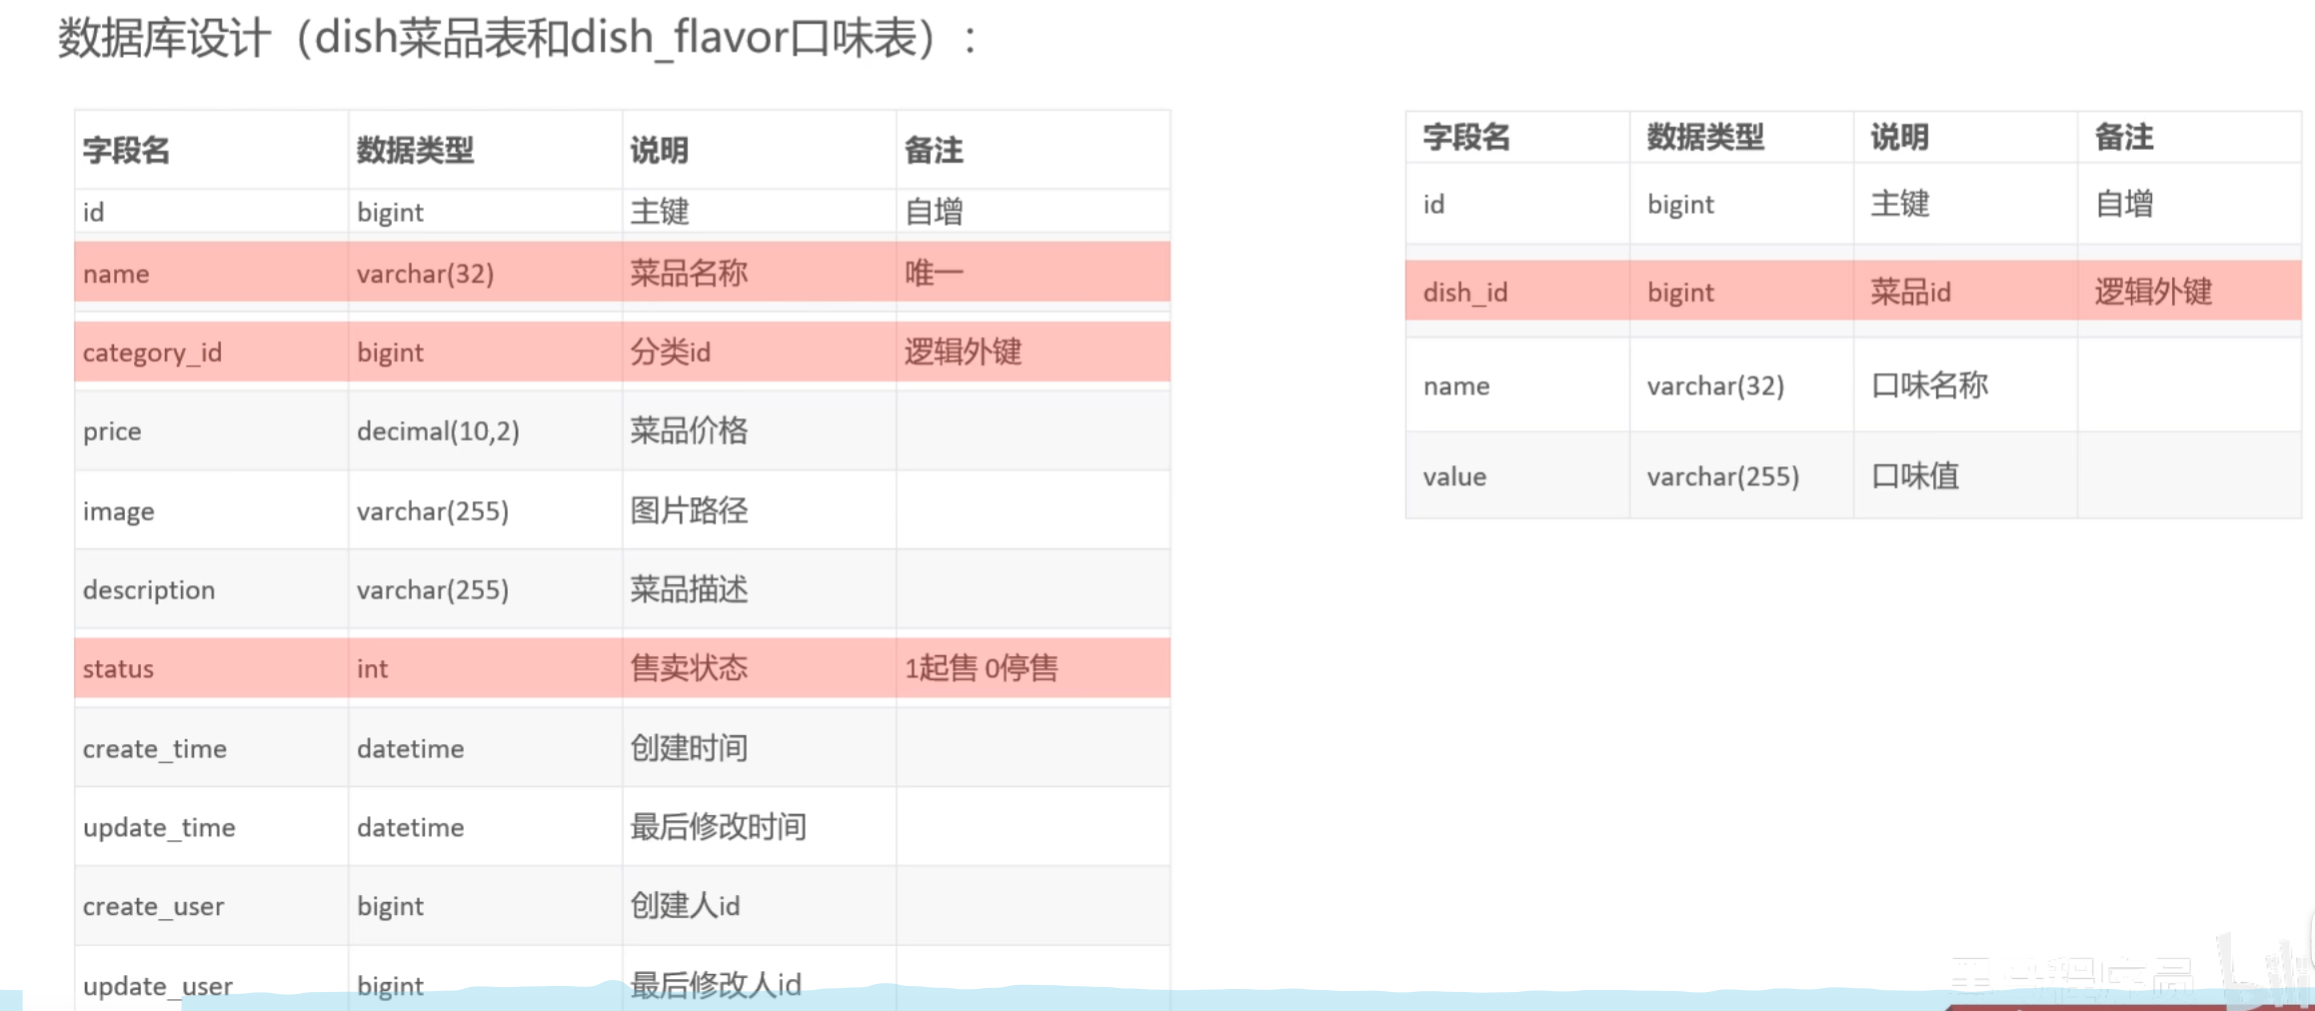 数据库设计（dish菜品表和dish_flavor口味表）:
字段名 数据类型 说明 备注
id bigint 主键 自增
name varchar(32) 菜品名称 唯一
category_id bigint 分类id 逻辑外键
price decimal(10,2) 菜品价格
image varchar(255) 图片路径
description varchar(255) 菜品描述
status int 售卖状态 1起售 0停售
create_time datetime 创建时间
update_time datetime 最后修改时间
create_user bigint 创建人id
update_user bigint 最后修改人id
字段名 数据类型 说明 备注
id bigint 主键 自增
dish_id bigint 菜品id 逻辑外键
name varchar(32) 口味名称
value varchar(255) 口味值